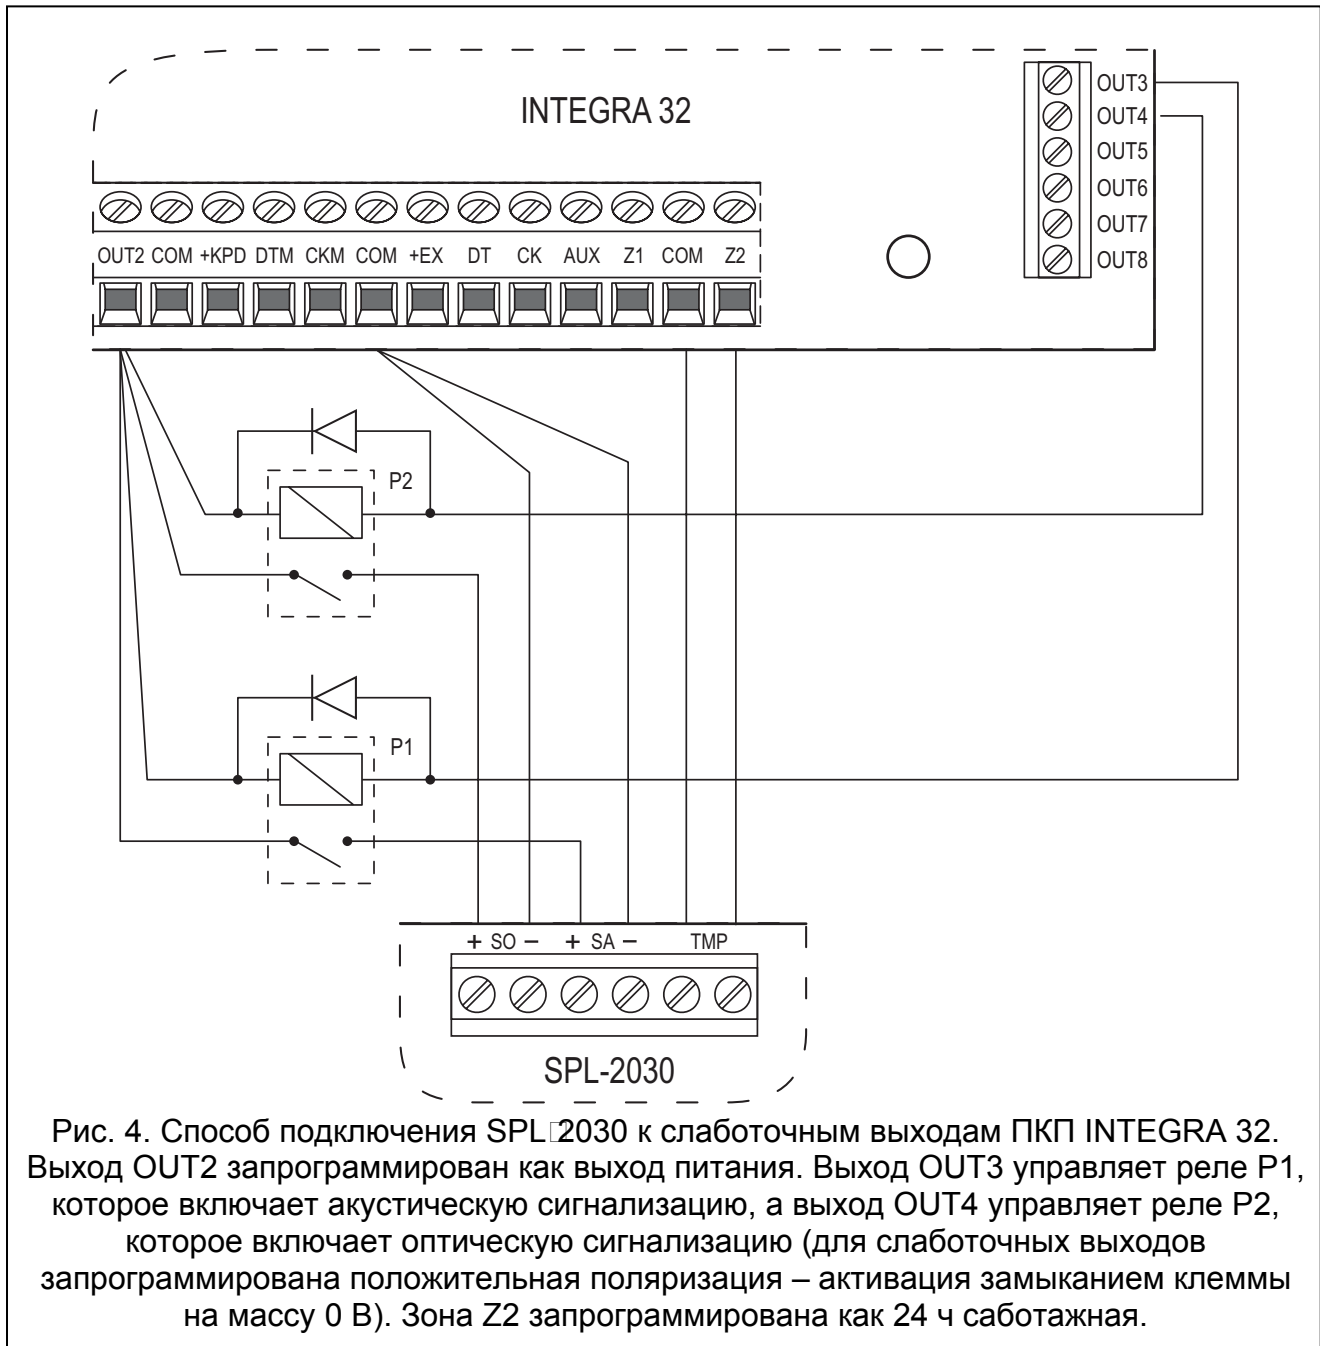 INTEGRA 32
OUT3
OUT4
OUT5
OUT6
OUT7
OUT8
OUT2 COM +KPD DTM CKM COM +EX DT CK AUX Z1 COM Z2
P2
P1
+ SO − + SA − TMP
SPL-2030
Рис. 4. Способ подключения SPL□2030 к слаботочным выходам ПКП INTEGRA 32.
Выход OUT2 запрограммирован как выход питания. Выход OUT3 управляет реле P1,
которое включает акустическую сигнализацию, а выход OUT4 управляет реле P2,
которое включает оптическую сигнализацию (для слаботочных выходов
запрограммирована положительная поляризация – активация замыканием клеммы
на массу 0 В). Зона Z2 запрограммирована как 24 ч саботажная.